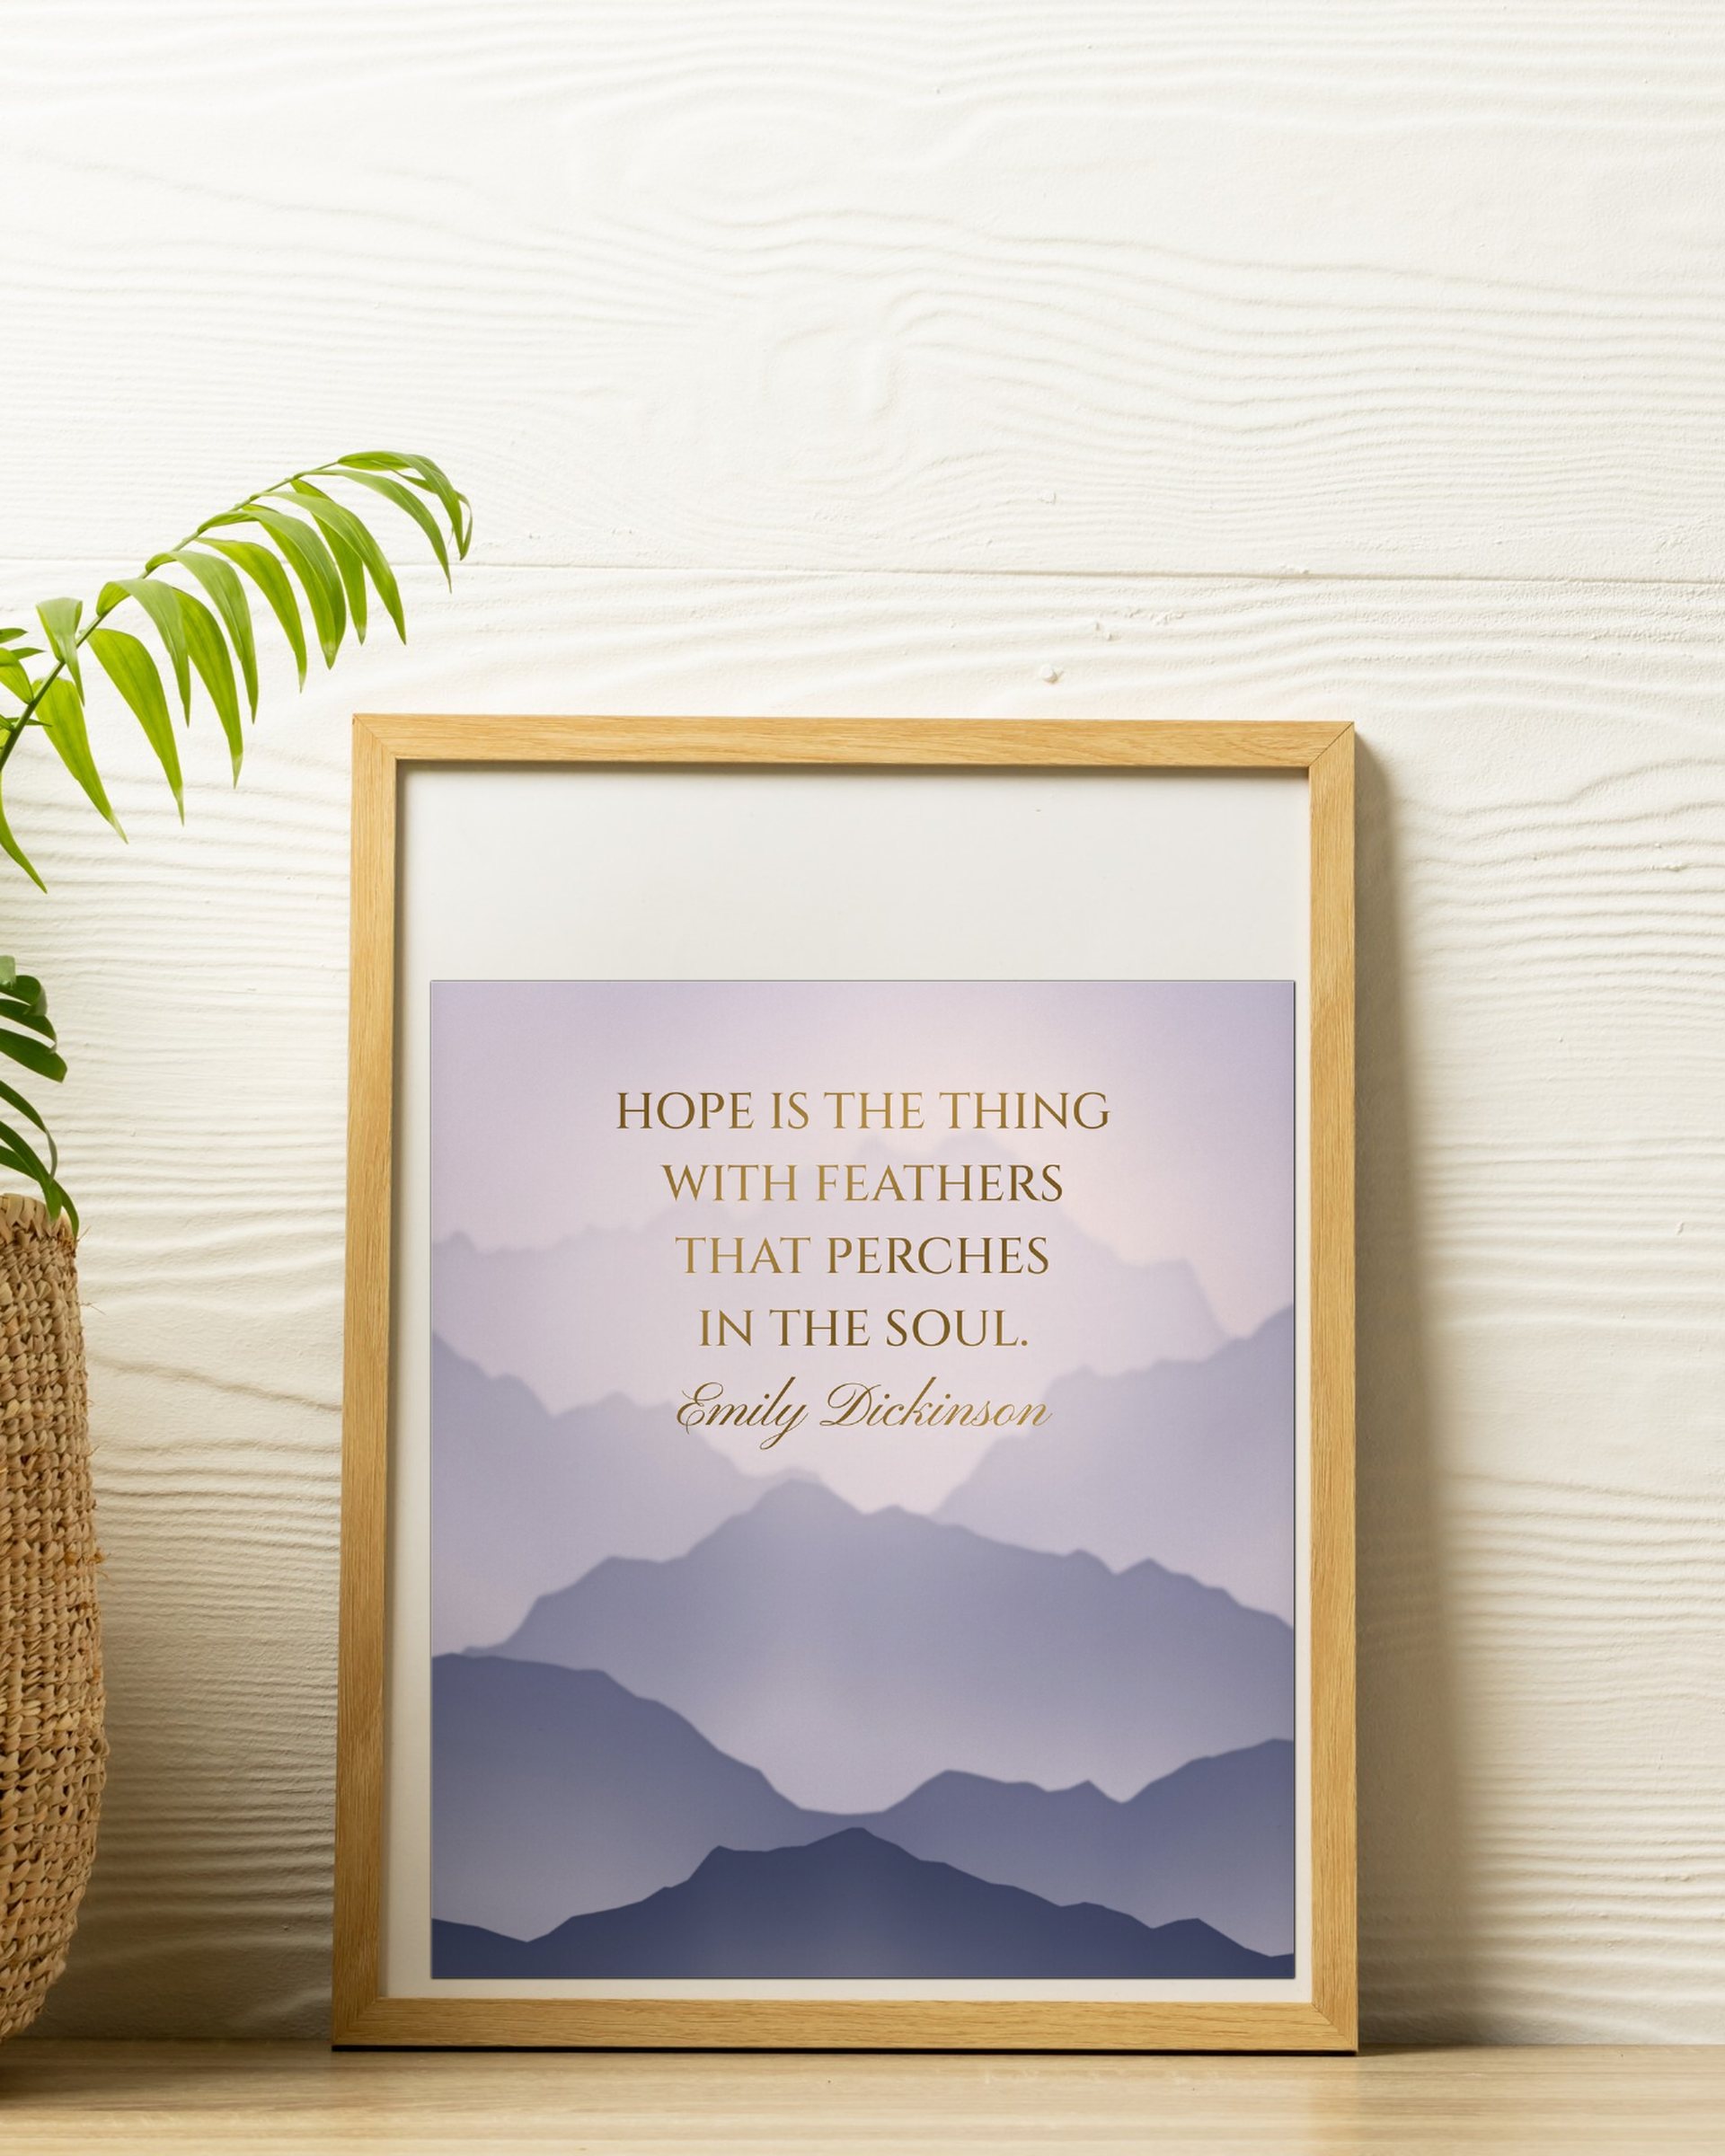 HOPE IS THE THING
WITH FEATHERS
THAT PERCHES
IN THE SOUL.
Emily Dickinson